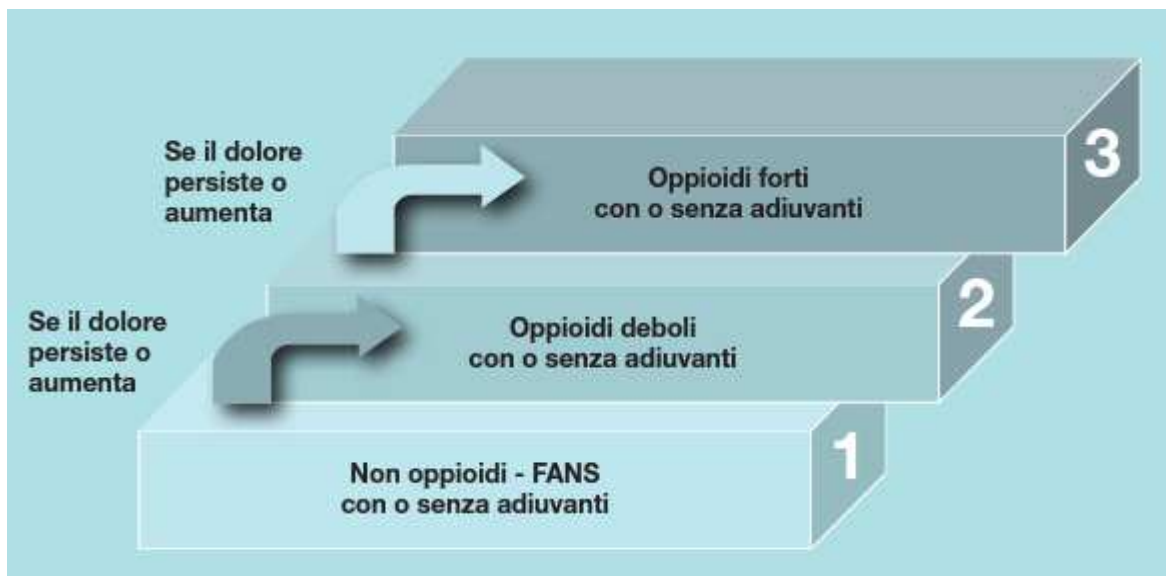 Se il dolore
persiste o
aumenta
Oppioidi forti
con o senza adiuvanti
3
Se il dolore
persiste o
aumenta
Oppioidi deboli
con o senza adiuvanti
2
Non oppioidi - FANS
con o senza adiuvanti
1